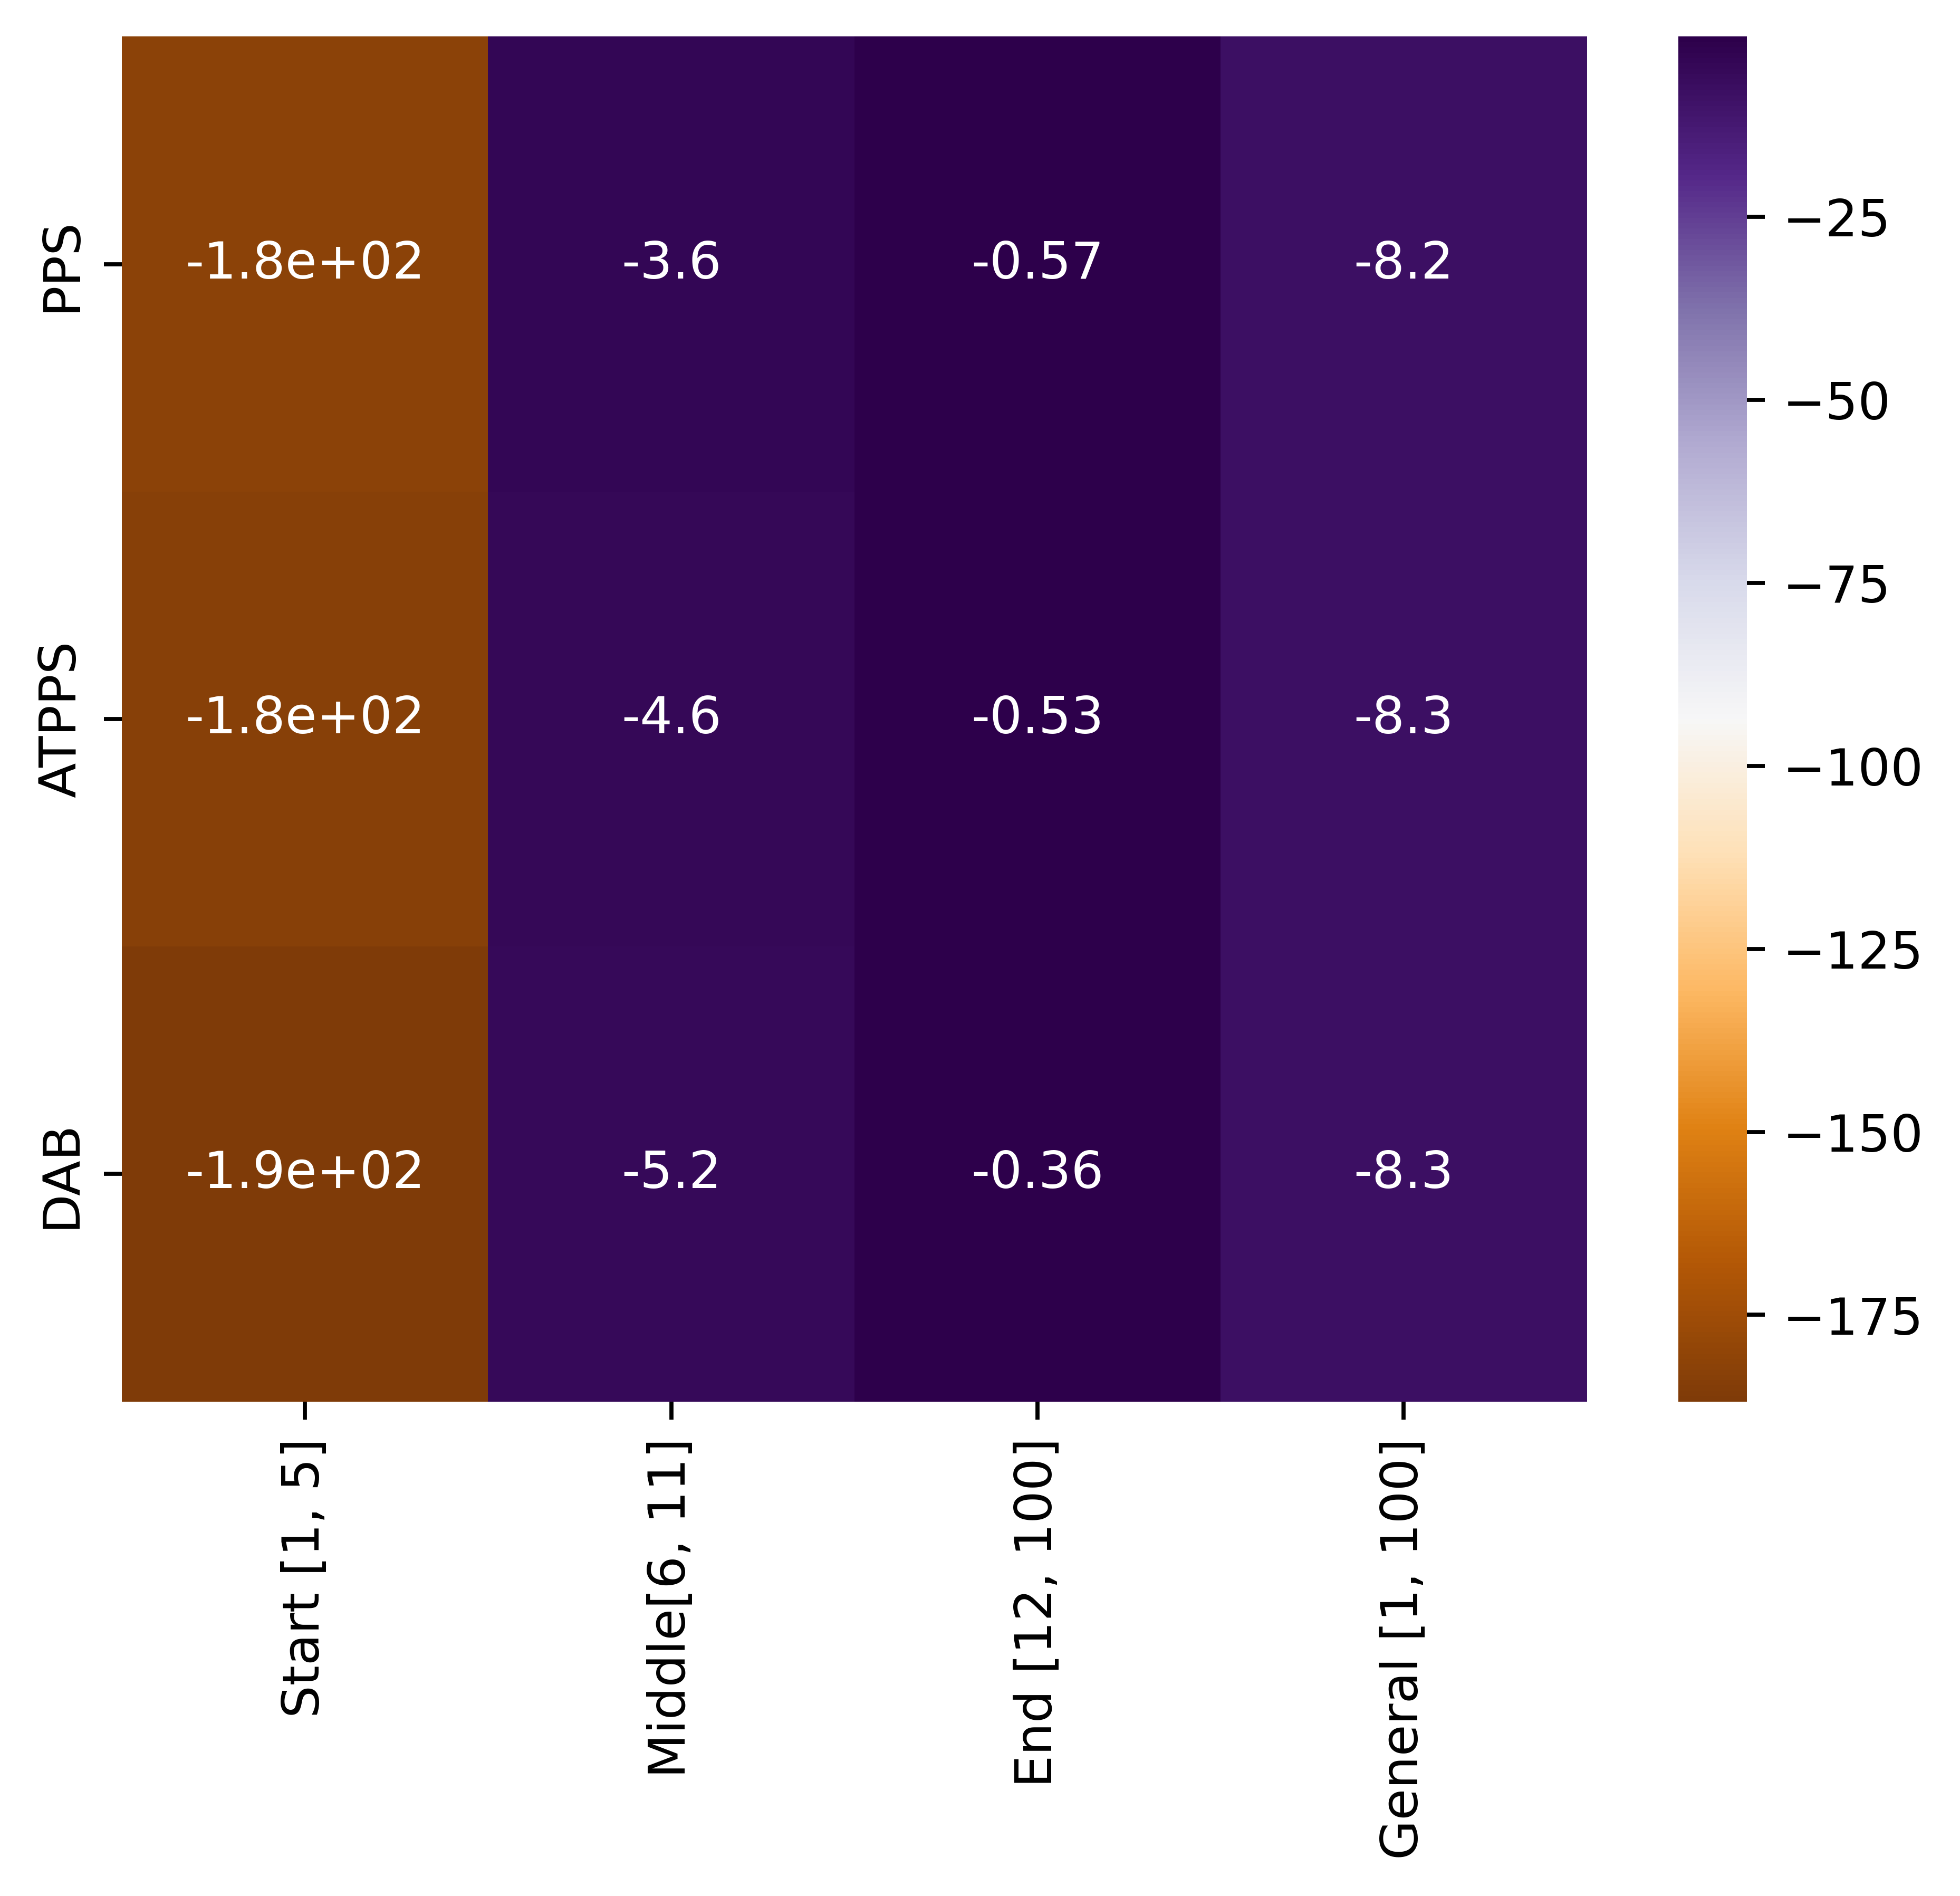 PPS
-1.8e+02 -3.6 -0.57 -8.2
ATPPS
-1.8e+02 -4.6 -0.53 -8.3
DAB
-1.9e+02 -5.2 -0.36 -8.3
Start [1, 5]
Middle[6, 11]
End [12, 100]
General [1, 100]
−25
−50
−75
−100
−125
−150
−175